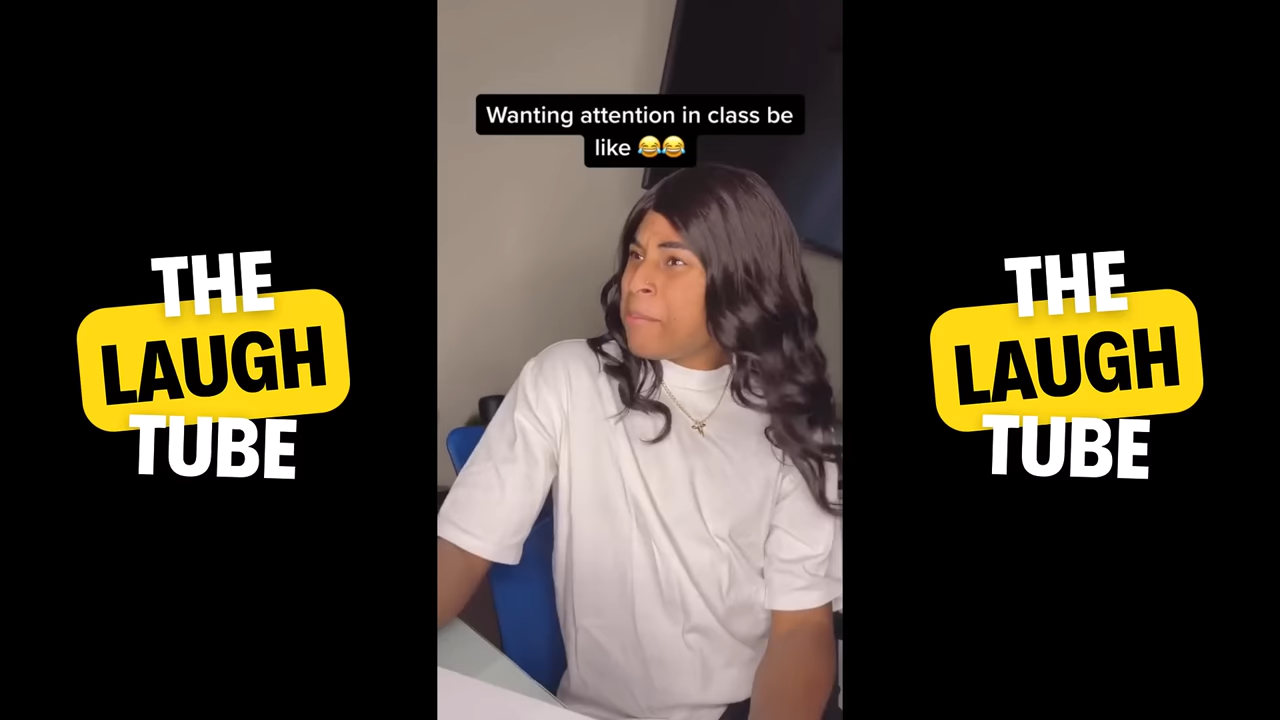 Wanting attention in class be
like 😂😂
THE
LAUGH
TUBE
THE
LAUGH
TUBE